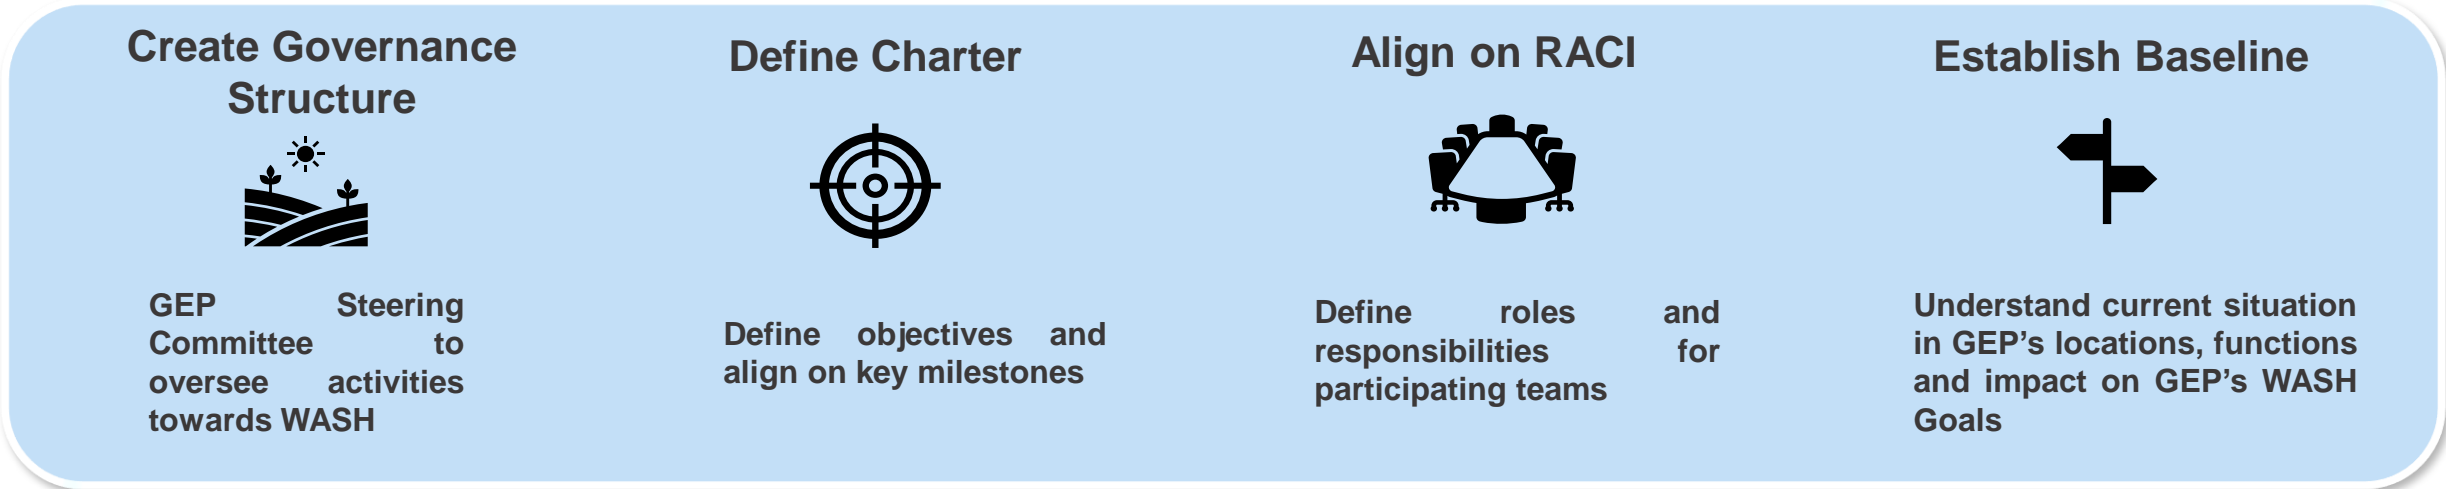 Create Governance
Structure
GEP Steering
Committee to
oversee activities
towards WASH
Define Charter
Define objectives and
align on key milestones
Align on RACI
Define roles and
responsibilities for
participating teams
Establish Baseline
Understand current situation
in GEP’s locations, functions
and impact on GEP’s WASH
Goals